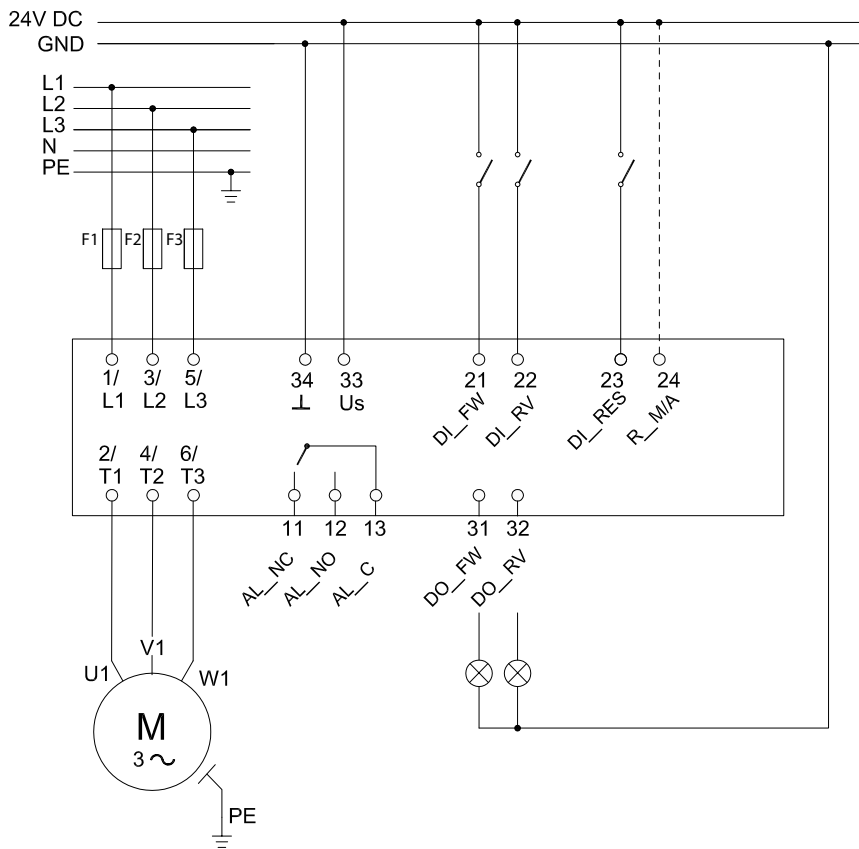 24V DC
GND
L1
L2
L3
N
PE
F1 F2 F3
1/ 3/ 5/ 34 33 21 22 23 24
L1 L2 L3 ⊥ Us DI_FW DI_RV DI_RES R_M/A
2/ 4/ 6/
T1 T2 T3
11 12 13 31 32
AL_NC AL_NO AL_C DO_FW DO_RV
V1
U1 W1
M
3 ~
PE